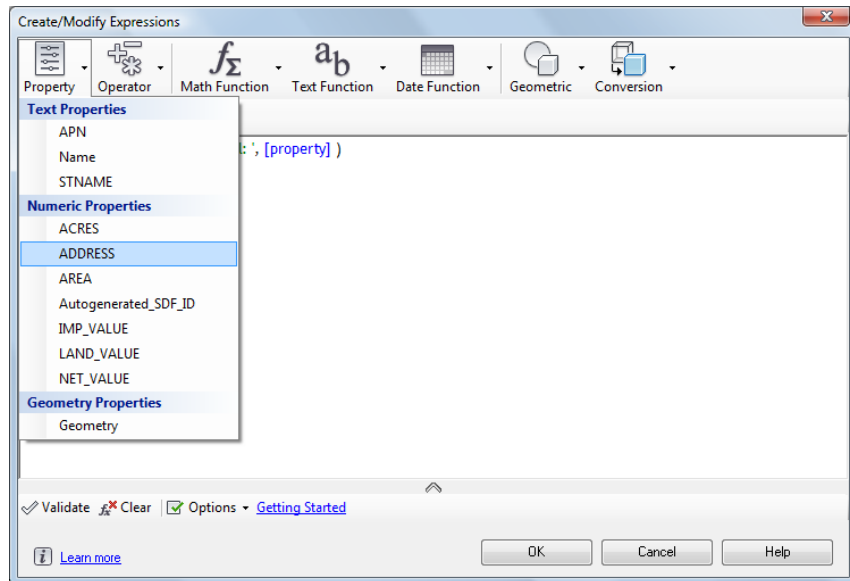 Create/Modify Expressions
Property Operator Math Function Text Function Date Function Geometric Conversion
Text Properties
APN
Name
STNAME
Numeric Properties
ACRES
ADDRESS
AREA
Autogenerated_SDF_ID
IMP_VALUE
LAND_VALUE
NET_VALUE
Geometry Properties
Geometry
: ', [property] )
Validate Clear Options Getting Started
Learn more
OK Cancel Help